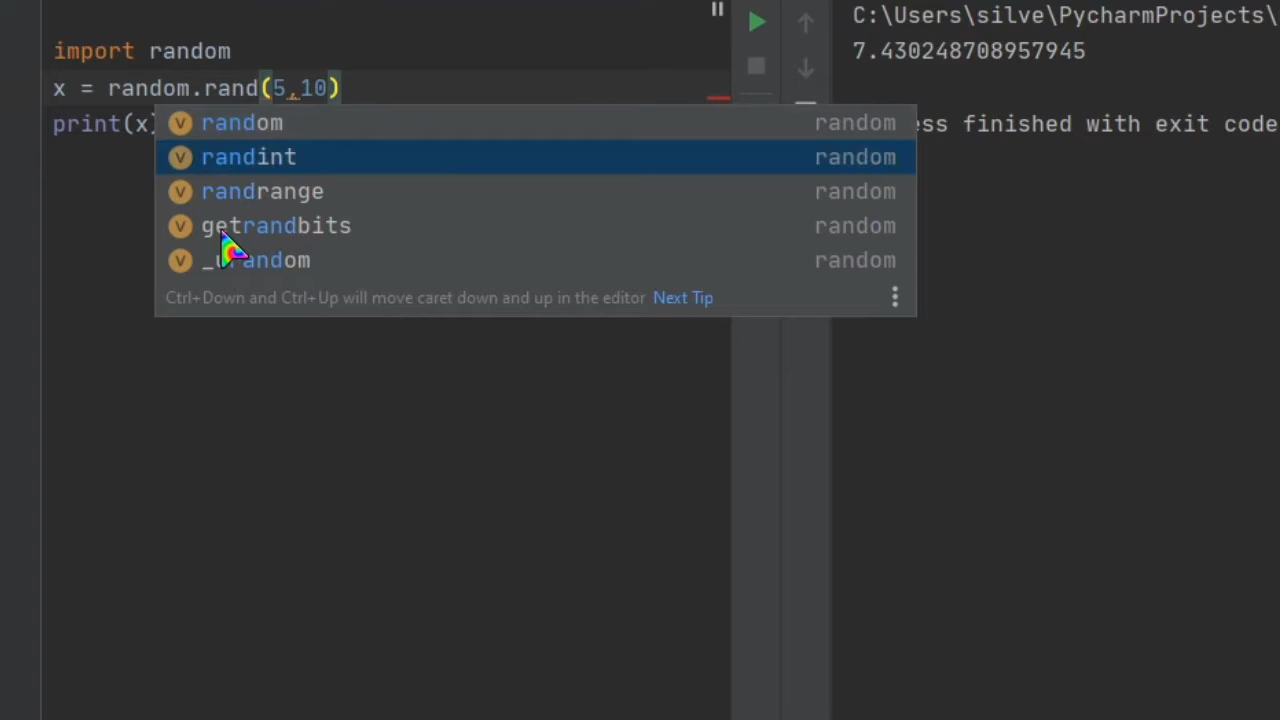 import random
x = random.rand(5,10)
print(x)
random random
randint random
randrange random
getrandbits random
_urandom random
Ctrl+Down and Ctrl+Up will move caret down and up in the editor Next Tip
C:\Users\silve\PycharmProjects\
7.430248708957945
ess finished with exit code